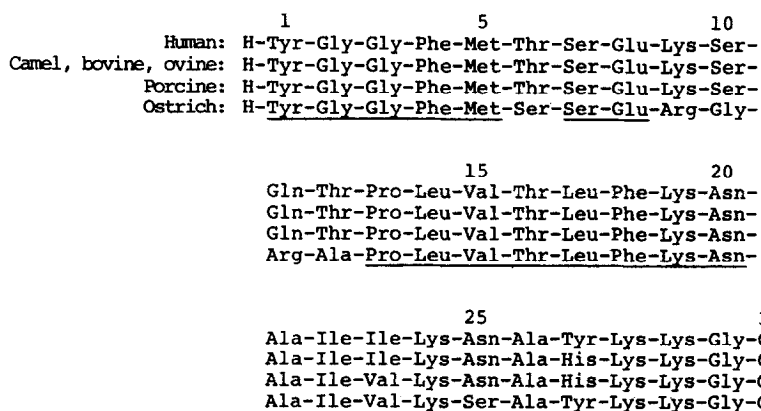 1 5 10
Human: H-Tyr-Gly-Gly-Phe-Met-Thr-Ser-Glu-Lys-Ser-
Camel, bovine, ovine: H-Tyr-Gly-Gly-Phe-Met-Thr-Ser-Glu-Lys-Ser-
Porcine: H-Tyr-Gly-Gly-Phe-Met-Thr-Ser-Glu-Lys-Ser-
Ostrich: H-Tyr-Gly-Gly-Phe-Met-Ser-Ser-Glu-Arg-Gly-
15 20
Gln-Thr-Pro-Leu-Val-Thr-Leu-Phe-Lys-Asn-
Gln-Thr-Pro-Leu-Val-Thr-Leu-Phe-Lys-Asn-
Gln-Thr-Pro-Leu-Val-Thr-Leu-Phe-Lys-Asn-
Arg-Ala-Pro-Leu-Val-Thr-Leu-Phe-Lys-Asn-
25
Ala-Ile-Ile-Lys-Asn-Ala-Tyr-Lys-Lys-Gly-
Ala-Ile-Ile-Lys-Asn-Ala-His-Lys-Lys-Gly-
Ala-Ile-Val-Lys-Asn-Ala-His-Lys-Lys-Gly-
Ala-Ile-Val-Lys-Ser-Ala-Tyr-Lys-Lys-Gly-